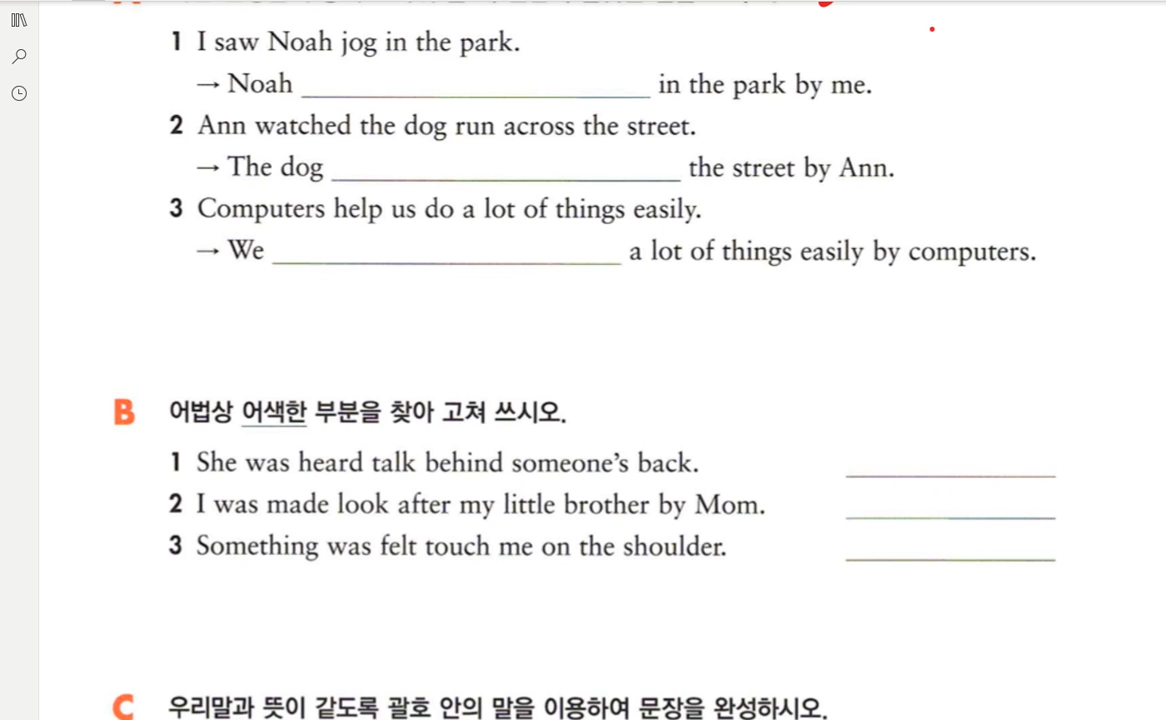 1 I saw Noah jog in the park.
→ Noah ____________ in the park by me.
2 Ann watched the dog run across the street.
→ The dog ____________ the street by Ann.
3 Computers help us do a lot of things easily.
→ We ____________ a lot of things easily by computers.
B 어법상 어색한 부분을 찾아 고쳐 쓰시오.
1 She was heard talk behind someone's back. ____________
2 I was made look after my little brother by Mom. ____________
3 Something was felt touch me on the shoulder. ____________
C 우리말과 뜻이 같도록 괄호 안의 말을 이용하여 문장을 완성하시오.